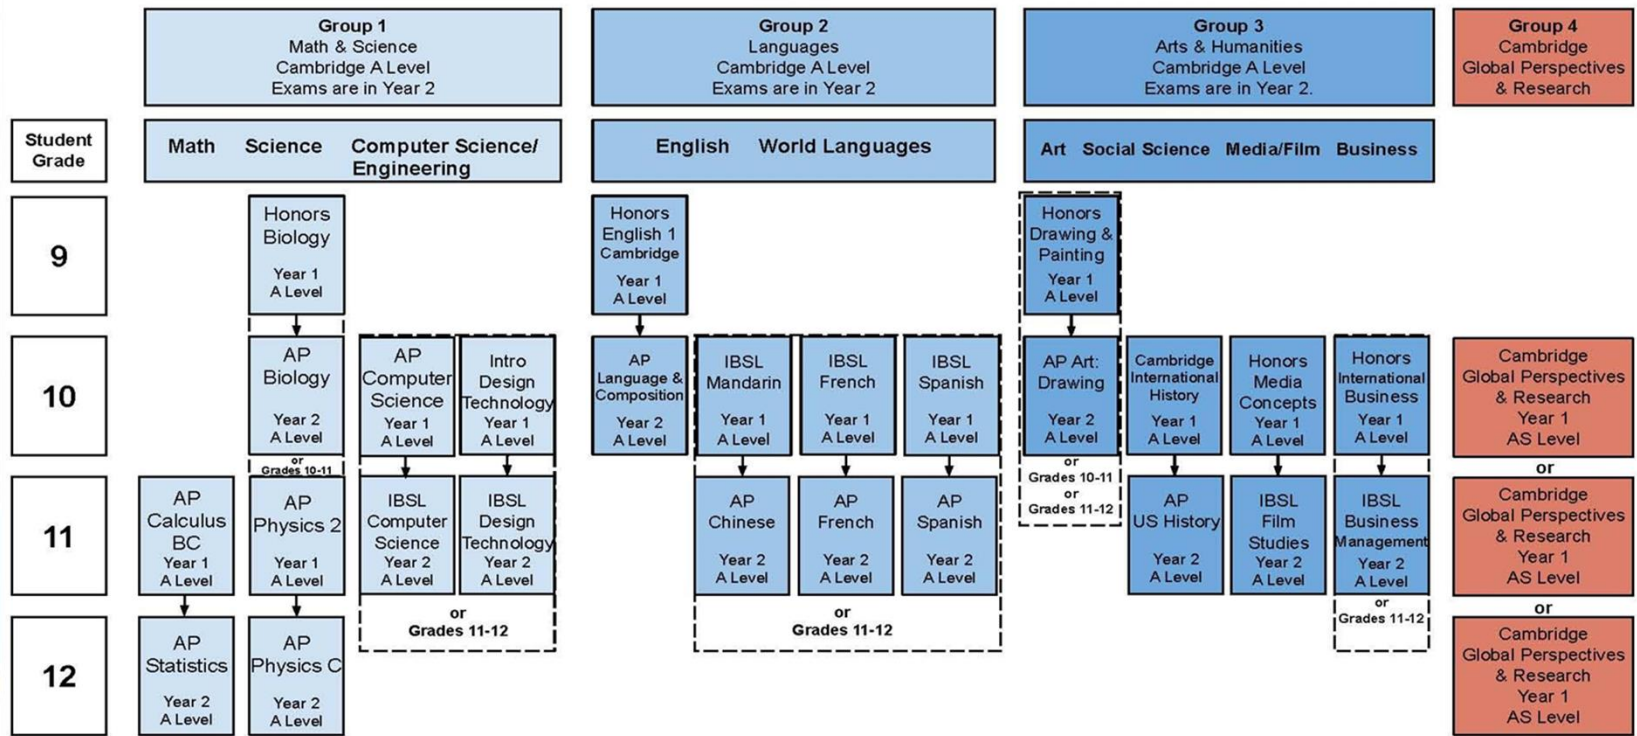 Group 1
Math & Science
Cambridge A Level
Exams are in Year 2
Group 2
Languages
Cambridge A Level
Exams are in Year 2
Group 3
Arts & Humanities
Cambridge A Level
Exams are in Year 2.
Group 4
Cambridge
Global Perspectives
& Research
Student
Grade
Math Science Computer Science/
Engineering
English World Languages
Art Social Science Media/Film Business
9
Honors
Biology
Year 1
A Level
Honors
English 1
Cambridge
Year 1
A Level
Honors
Drawing &
Painting
Year 1
A Level
10
AP
Biology
Year 2
A Level
or
Grades 10-11
AP
Computer
Science
Year 1
A Level
Intro
Design
Technology
Year 1
A Level
AP
Language &
Composition
Year 2
A Level
IBSL
Mandarin
Year 1
A Level
IBSL
French
Year 1
A Level
IBSL
Spanish
Year 1
A Level
AP Art:
Drawing
Year 2
A Level
or
Grades 10-11
or
Grades 11-12
Cambridge
International
History
Year 1
A Level
Honors
Media
Concepts
Year 1
A Level
Honors
International
Business
Year 1
A Level
Cambridge
Global Perspectives
& Research
Year 1
AS Level
or
11
AP
Calculus
BC
Year 1
A Level
AP
Physics 2
Year 1
A Level
IBSL
Computer
Science
Year 2
A Level
IBSL
Design
Technology
Year 2
A Level
or
Grades 11-12
AP
Chinese
Year 2
A Level
AP
French
Year 2
A Level
AP
Spanish
Year 2
A Level
or
Grades 11-12
AP
US History
Year 2
A Level
IBSL
Film
Studies
Year 2
A Level
IBSL
Business
Management
Year 2
A Level
or
Grades 11-12
Cambridge
Global Perspectives
& Research
Year 1
AS Level
or
12
AP
Statistics
Year 2
A Level
AP
Physics C
Year 2
A Level
Cambridge
Global Perspectives
& Research
Year 1
AS Level